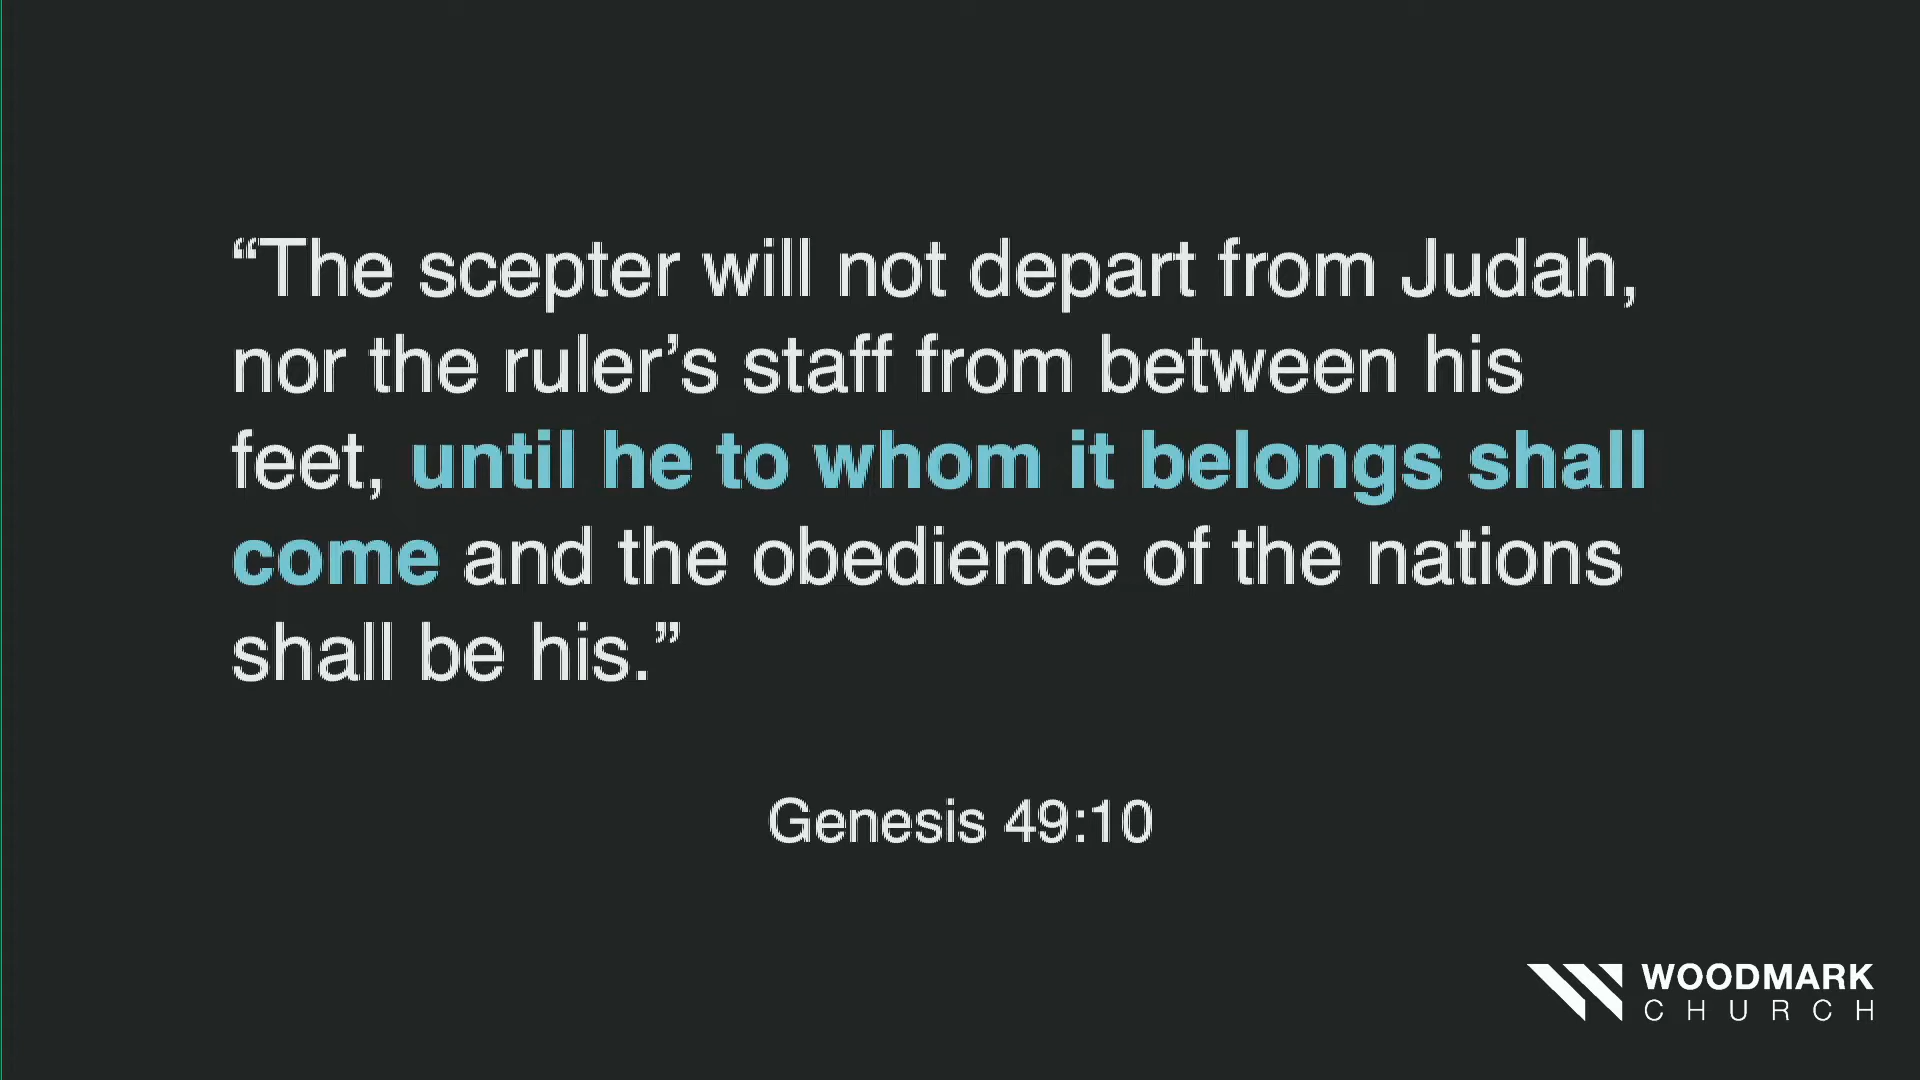 “The scepter will not depart from Judah,
nor the ruler’s staff from between his
feet, until he to whom it belongs shall
come and the obedience of the nations
shall be his.”
Genesis 49:10
WOODMARK
CHURCH